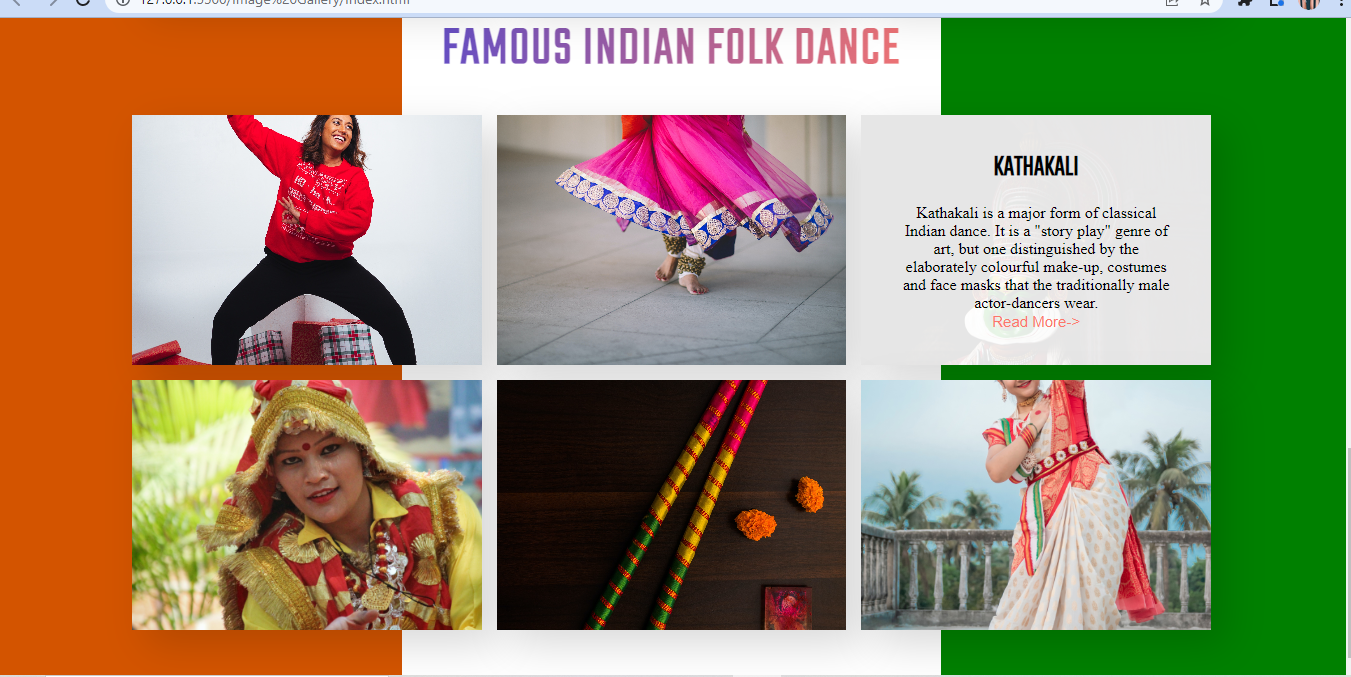 127.0.0.1:5500/Image%20Gallery/index.html
FAMOUS INDIAN FOLK DANCE
KATHAKALI
Kathakali is a major form of classical
Indian dance. It is a "story play" genre of
art, but one distinguished by the
elaborately colourful make-up, costumes
and face masks that the traditionally male
actor-dancers wear.
Read More->